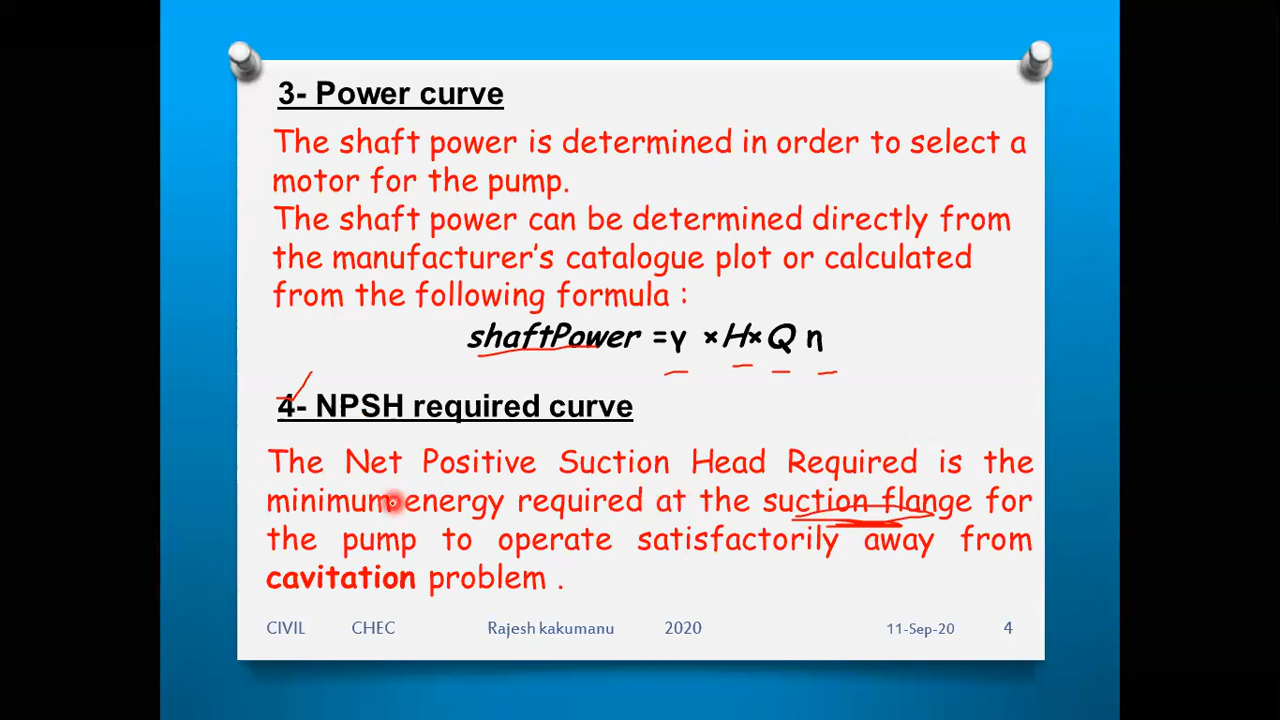 3- Power curve
The shaft power is determined in order to select a
motor for the pump.
The shaft power can be determined directly from
the manufacturer's catalogue plot or calculated
from the following formula :
shaftPower =γ ×H× Q η
4- NPSH required curve
The Net Positive Suction Head Required is the
minimum energy required at the suction flange for
the pump to operate satisfactorily away from
cavitation problem .
CIVIL CHEC Rajesh kakumanu 2020 11-Sep-20 4